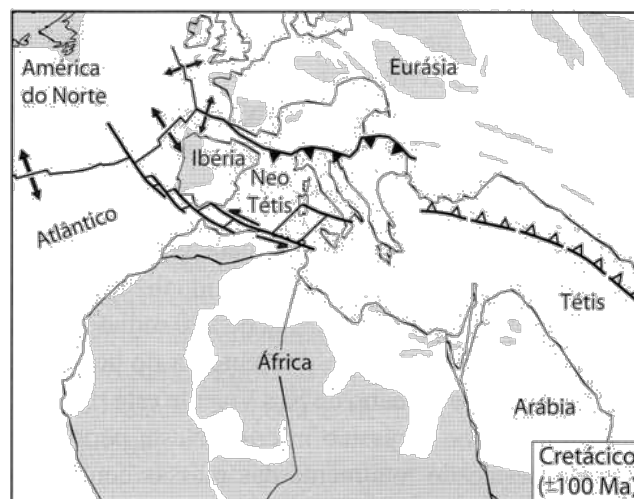 América
do Norte
Eurásia
Ibéria
Neo
Tétis
Atlântico
Tétis
África
Arábia
Cretácico
(±100 Ma)